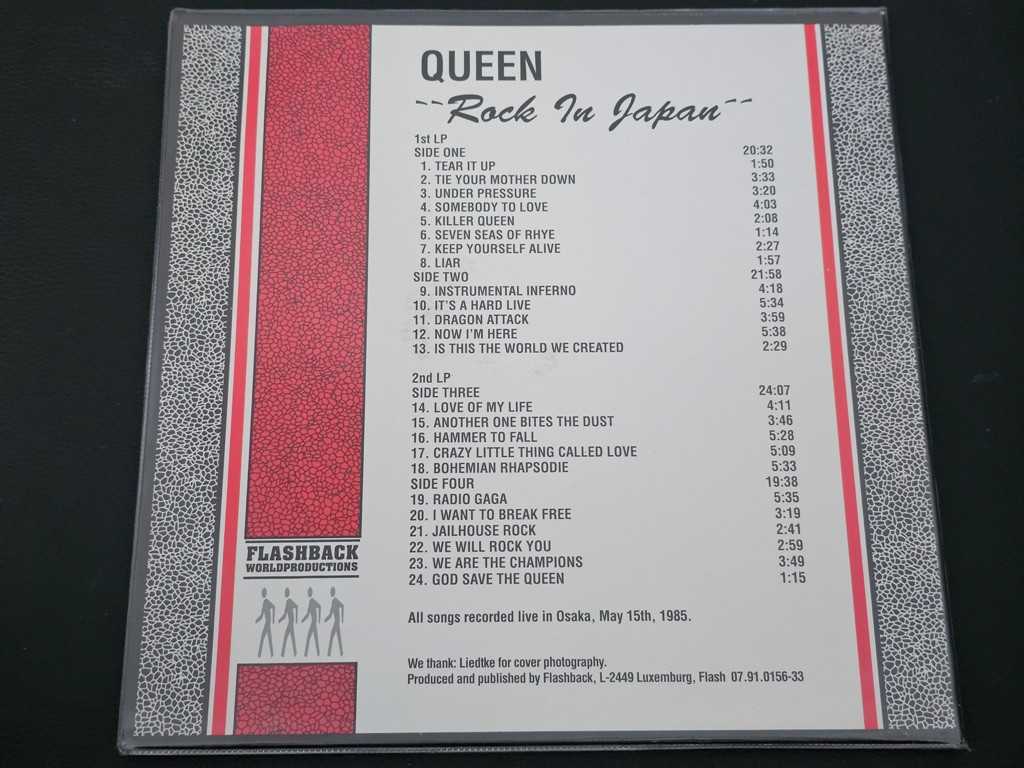 QUEEN
--Rock In Japan--
1st LP
SIDE ONE 20:32
1. TEAR IT UP 1:50
2. TIE YOUR MOTHER DOWN 3:33
3. UNDER PRESSURE 3:20
4. SOMEBODY TO LOVE 4:03
5. KILLER QUEEN 2:08
6. SEVEN SEAS OF RHYE 1:14
7. KEEP YOURSELF ALIVE 2:27
8. LIAR 1:57
SIDE TWO 21:58
9. INSTRUMENTAL INFERNO 4:18
10. IT'S A HARD LIVE 5:34
11. DRAGON ATTACK 3:59
12. NOW I'M HERE 5:38
13. IS THIS THE WORLD WE CREATED 2:29
2nd LP
SIDE THREE 24:07
14. LOVE OF MY LIFE 4:11
15. ANOTHER ONE BITES THE DUST 3:46
16. HAMMER TO FALL 5:28
17. CRAZY LITTLE THING CALLED LOVE 5:09
18. BOHEMIAN RHAPSODIE 5:33
SIDE FOUR 19:38
19. RADIO GAGA 5:35
20. I WANT TO BREAK FREE 3:19
21. JAILHOUSE ROCK 2:41
22. WE WILL ROCK YOU 2:59
23. WE ARE THE CHAMPIONS 3:49
24. GOD SAVE THE QUEEN 1:15
FLASHBACK
WORLDPRODUCTIONS
All songs recorded live in Osaka, May 15th, 1985.
We thank: Liedtke for cover photography.
Produced and published by Flashback, L-2449 Luxemburg, Flash 07.91.0156-33